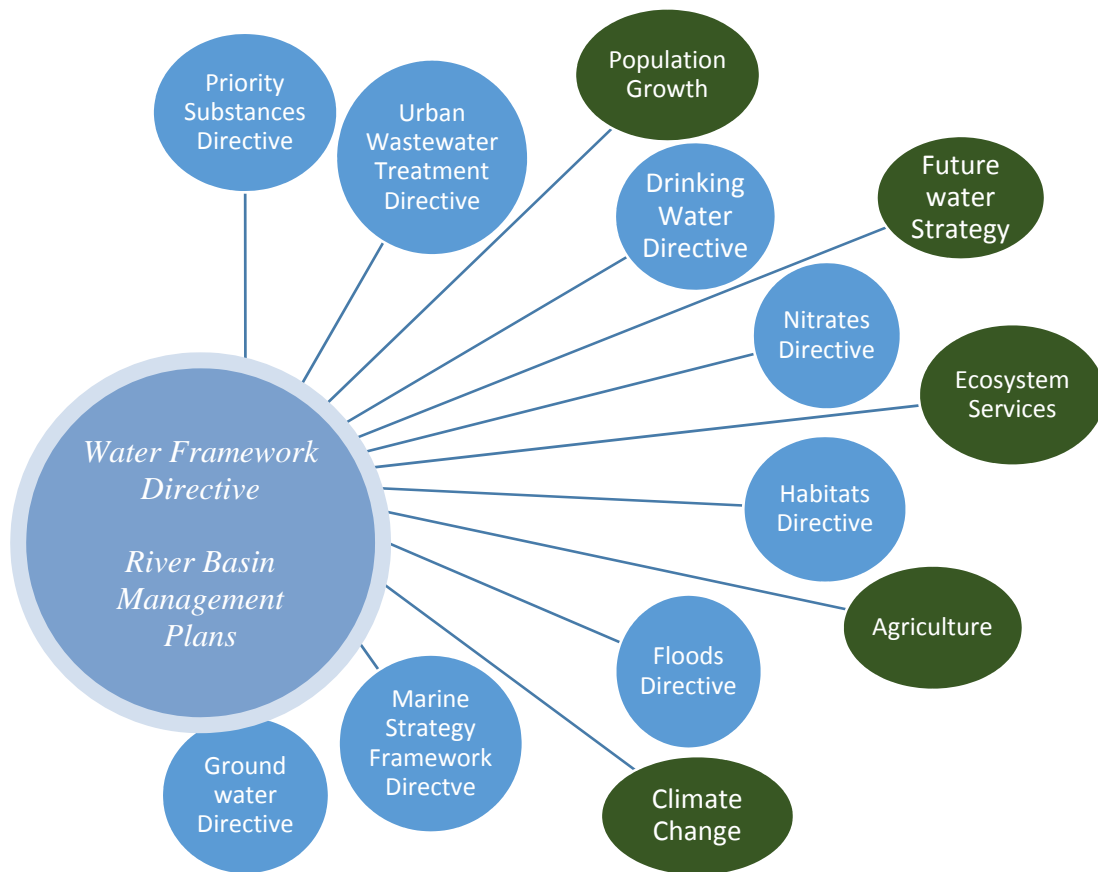 Priority
Substances
Directive
Urban
Wastewater
Treatment
Directive
Population
Growth
Drinking
Water
Directive
Future
water
Strategy
Nitrates
Directive
Ecosystem
Services
Water Framework
Directive
River Basin
Management
Plans
Habitats
Directive
Agriculture
Floods
Directive
Marine
Strategy
Framework
Directve
Ground
water
Directive
Climate
Change